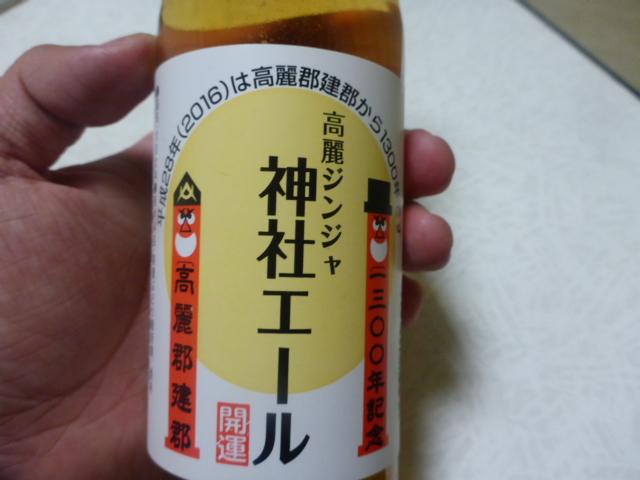 平成28年(2016)は高麗郡建郡から1300年
高麗ジンジャ
神社エール
高麗郡建郡
一三〇〇年記念
開運